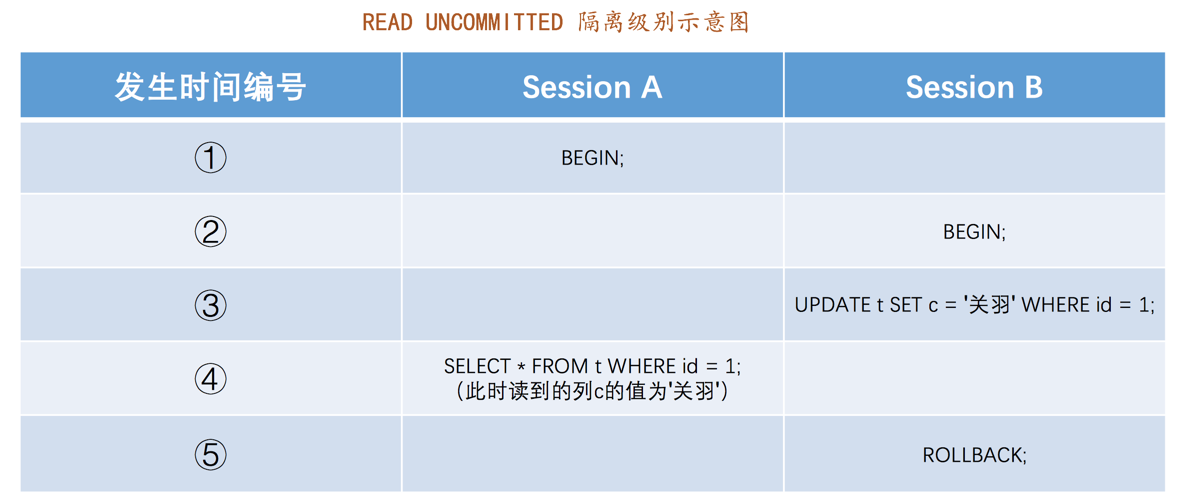 READ UNCOMMITTED 隔离级别示意图
发生时间编号 Session A Session B
① BEGIN;
② BEGIN;
③ UPDATE t SET c = '关羽' WHERE id = 1;
④ SELECT * FROM t WHERE id = 1;
（此时读到的列c的值为'关羽'）
⑤ ROLLBACK;